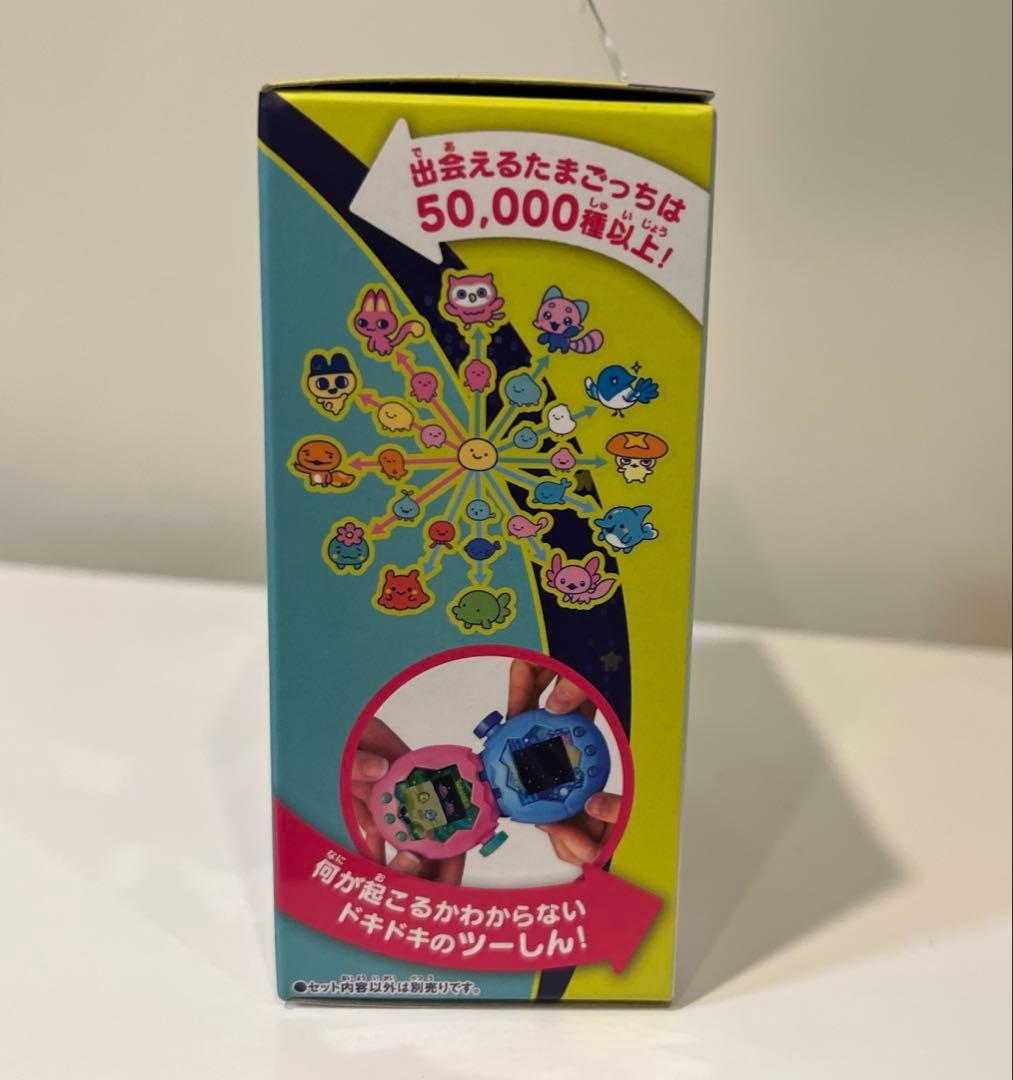 出会えるたまごっちは
50,000種以上!
何が起こるかわからない
ドキドキのツーしん!
●セット内容以外は別売りです。